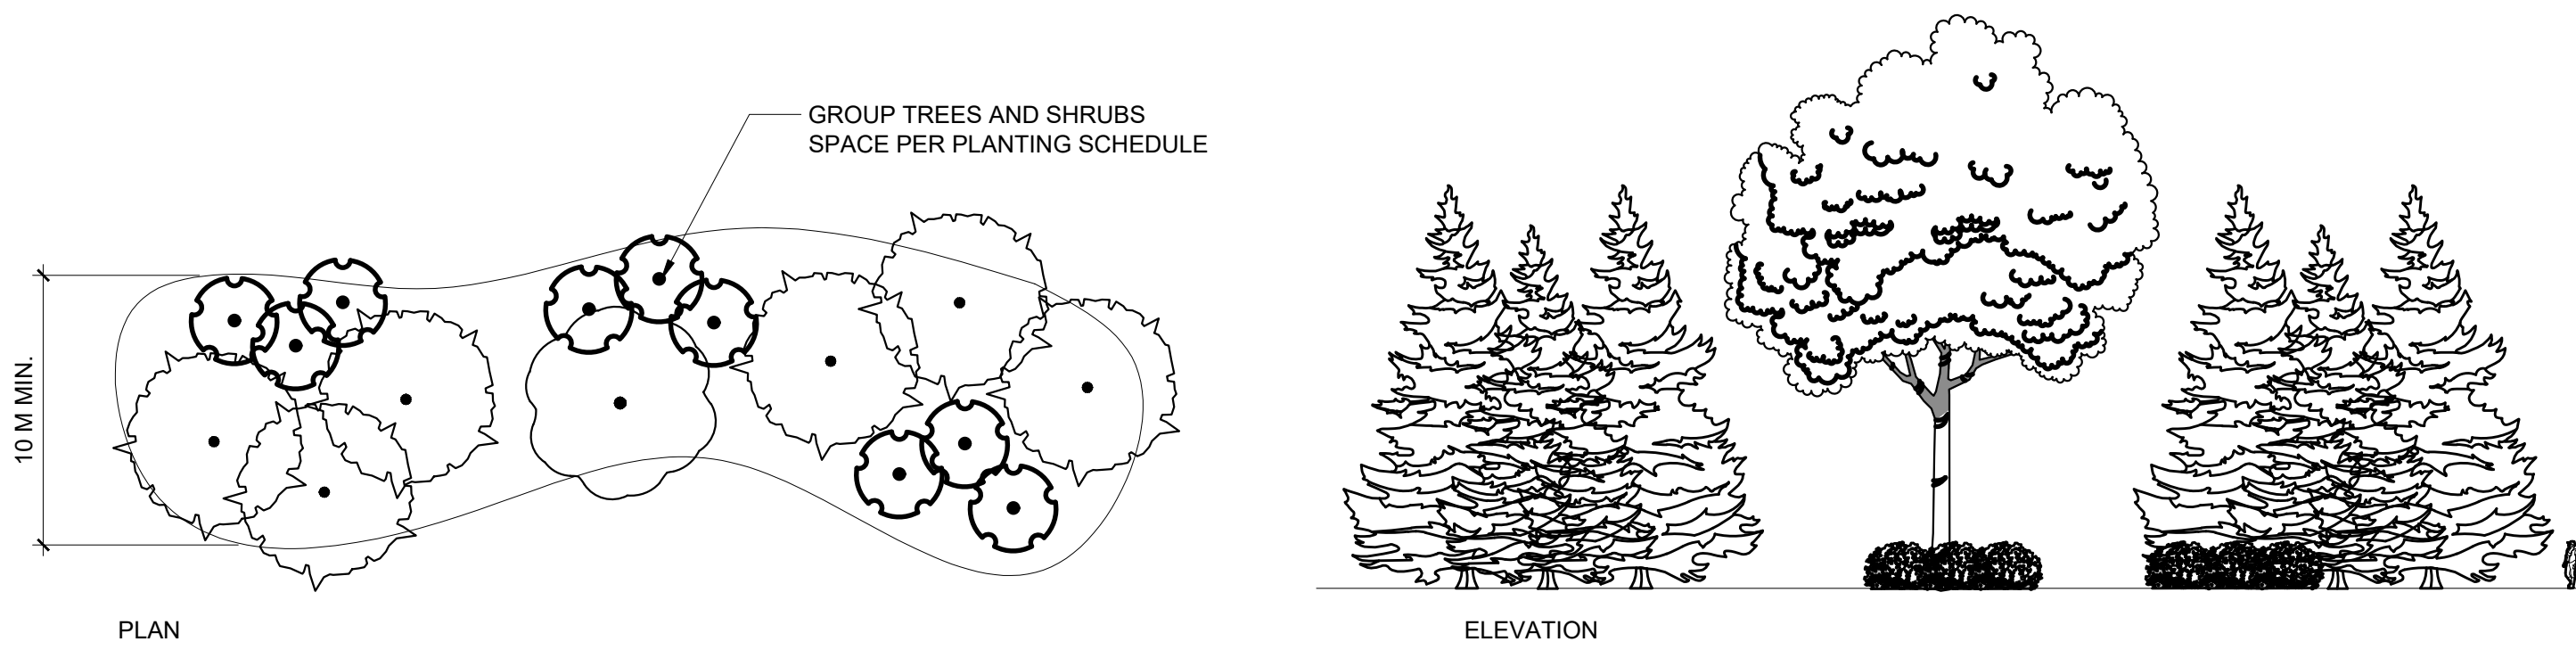 GROUP TREES AND SHRUBS
SPACE PER PLANTING SCHEDULE
10 M MIN.
PLAN
ELEVATION